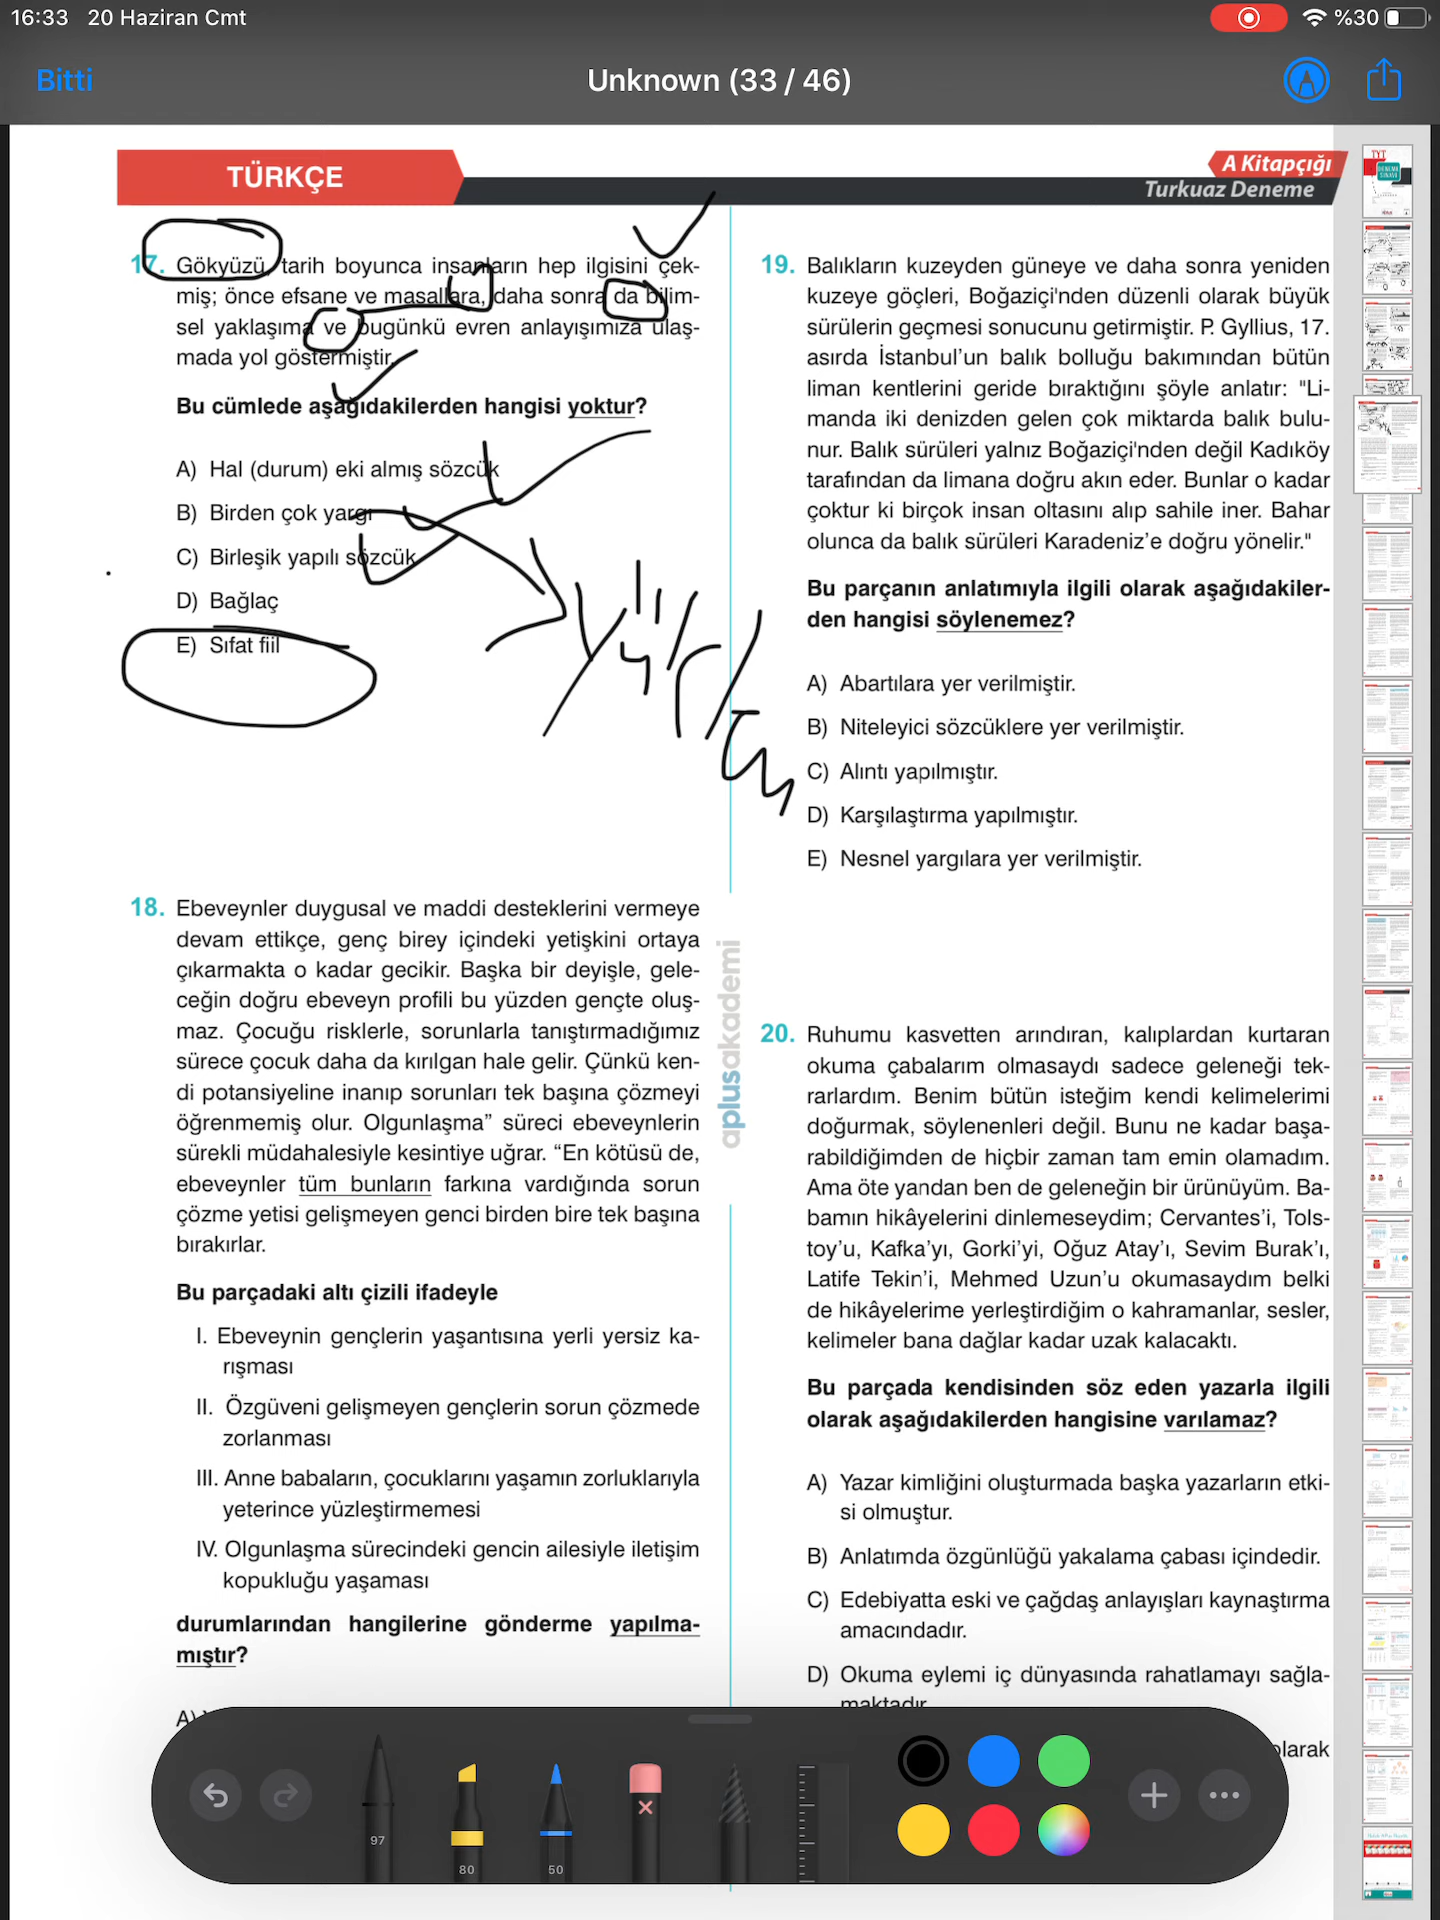 16:33 20 Haziran Cmt
%30
Bitti
Unknown (33 / 46)
TÜRKÇE
A Kitapçığı
Turkuaz Deneme
17. Gökyüzü, tarih boyunca insanların hep ilgisini çek-
miş; önce efsane ve masallara, daha sonra da bilim-
sel yaklaşıma ve bugünkü evren anlayışımıza ulaş-
mada yol göstermiştir.
Bu cümlede aşağıdakilerden hangisi yoktur?
A) Hal (durum) eki almış sözcük
B) Birden çok yargı
C) Birleşik yapılı sözcük
D) Bağlaç
E) Sıfat fiil
18. Ebeveynler duygusal ve maddi desteklerini vermeye
devam ettikçe, genç birey içindeki yetişkini ortaya
çıkarmakta o kadar gecikir. Başka bir deyişle, gele-
ceğin doğru ebeveyn profili bu yüzden gençte oluş-
maz. Çocuğu risklerle, sorunlarla tanıştırmadığımız
sürece çocuk daha da kırılgan hale gelir. Çünkü ken-
di potansiyeline inanıp sorunları tek başına çözmeyi
öğrenmemiş olur. Olgunlaşma” süreci ebeveynlerin
sürekli müdahalesiyle kesintiye uğrar. “En kötüsü de,
ebeveynler tüm bunların farkına vardığında sorun
çözme yetisi gelişmeyen genci birden bire tek başına
bırakırlar.
Bu parçadaki altı çizili ifadeyle
I. Ebeveynin gençlerin yaşantısına yerli yersiz ka-
rışması
II. Özgüveni gelişmeyen gençlerin sorun çözmede
zorlanması
III. Anne babaların, çocuklarını yaşamın zorluklarıyla
yeterince yüzleştirmemesi
IV. Olgunlaşma sürecindeki gencin ailesiyle iletişim
kopukluğu yaşaması
durumlarından hangilerine gönderme yapılma-
mıştır?
A)
aplusakademi
19. Balıkların kuzeyden güneye ve daha sonra yeniden
kuzeye göçleri, Boğaziçi'nden düzenli olarak büyük
sürülerin geçmesi sonucunu getirmiştir. P. Gyllius, 17.
asırda İstanbul’un balık bolluğu bakımından bütün
liman kentlerini geride bıraktığını şöyle anlatır: "Li-
manda iki denizden gelen çok miktarda balık bulu-
nur. Balık sürüleri yalnız Boğaziçi'nden değil Kadıköy
tarafından da limana doğru akın eder. Bunlar o kadar
çoktur ki birçok insan oltasını alıp sahile iner. Bahar
olunca da balık sürüleri Karadeniz’e doğru yönelir."
Bu parçanın anlatımıyla ilgili olarak aşağıdakiler-
den hangisi söylenemez?
A) Abartılara yer verilmiştir.
B) Niteleyici sözcüklere yer verilmiştir.
C) Alıntı yapılmıştır.
D) Karşılaştırma yapılmıştır.
E) Nesnel yargılara yer verilmiştir.
20. Ruhumu kasvetten arındıran, kalıplardan kurtaran
okuma çabalarım olmasaydı sadece geleneği tek-
rarlardım. Benim bütün isteğim kendi kelimelerimi
doğurmak, söylenenleri değil. Bunu ne kadar başa-
rabildiğimden de hiçbir zaman tam emin olamadım.
Ama öte yandan ben de geleneğin bir ürünüyüm. Ba-
bamın hikâyelerini dinlemeseydim; Cervantes’i, Tols-
toy’u, Kafka’yı, Gorki’yi, Oğuz Atay’ı, Sevim Burak’ı,
Latife Tekin’i, Mehmed Uzun’u okumasaydım belki
de hikâyelerime yerleştirdiğim o kahramanlar, sesler,
kelimeler bana dağlar kadar uzak kalacaktı.
Bu parçada kendisinden söz eden yazarla ilgili
olarak aşağıdakilerden hangisine varılamaz?
A) Yazar kimliğini oluşturmada başka yazarların etki-
si olmuştur.
B) Anlatımda özgünlüğü yakalama çabası içindedir.
C) Edebiyatta eski ve çağdaş anlayışları kaynaştırma
amacındadır.
D) Okuma eylemi iç dünyasında rahatlamayı sağla-
maktadır.
olarak
97
80
50